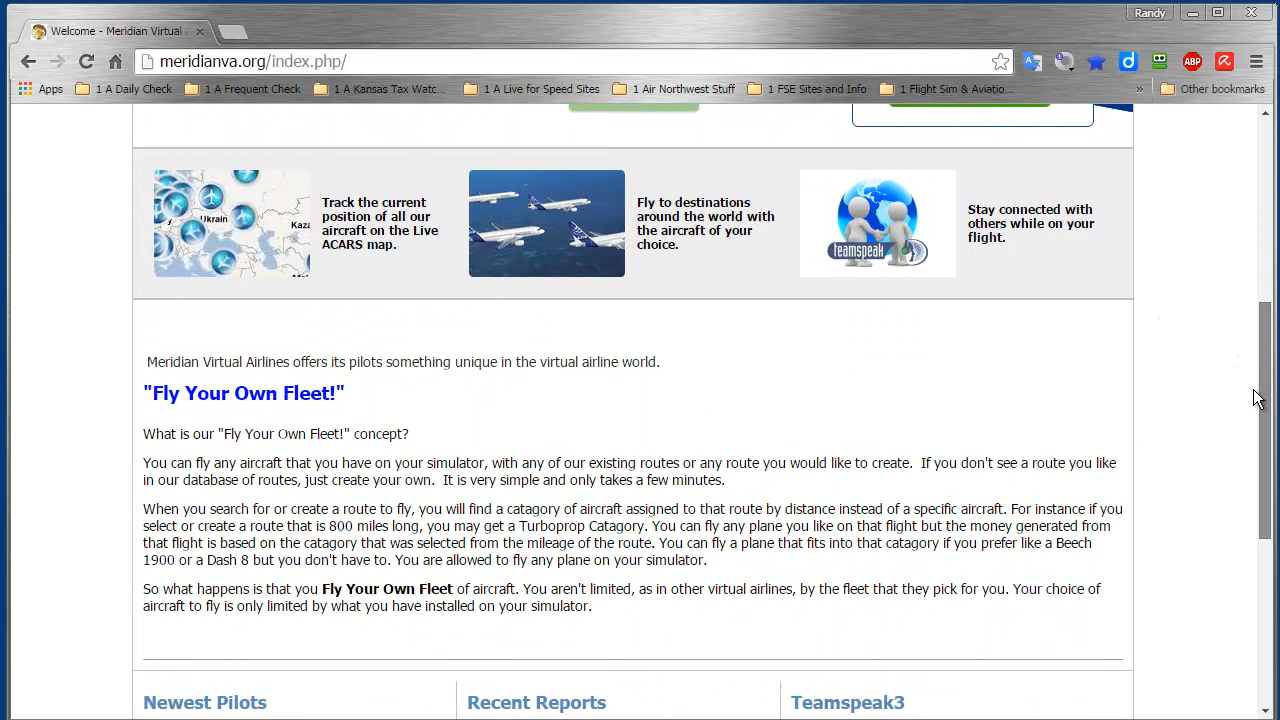 Randy
Welcome - Meridian Virtual
meridianva.org/index.php/
ABP
Apps
1 A Daily Check
1 A Frequent Check
1 A Kansas Tax Watc...
1 A Live for Speed Sites
1 Air Northwest Stuff
1 FSE Sites and Info
1 Flight Sim & Aviatio...
»
Other bookmarks
Ukrain
Kaza
Track the current
position of all our
aircraft on the Live
ACARS map.
Fly to destinations
around the world with
the aircraft of your
choice.
teamspeak
Stay connected with
others while on your
flight.
Meridian Virtual Airlines offers its pilots something unique in the virtual airline world.
"Fly Your Own Fleet!"
What is our "Fly Your Own Fleet!" concept?
You can fly any aircraft that you have on your simulator, with any of our existing routes or any route you would like to create.  If you don't see a route you like
in our database of routes, just create your own.  It is very simple and only takes a few minutes.
When you search for or create a route to fly, you will find a catagory of aircraft assigned to that route by distance instead of a specific aircraft. For instance if you
select or create a route that is 800 miles long, you may get a Turboprop Catagory. You can fly any plane you like on that flight but the money generated from
that flight is based on the catagory that was selected from the mileage of the route. You can fly a plane that fits into that catagory if you prefer like a Beech
1900 or a Dash 8 but you don't have to. You are allowed to fly any plane on your simulator.
So what happens is that you Fly Your Own Fleet of aircraft. You aren't limited, as in other virtual airlines, by the fleet that they pick for you. Your choice of
aircraft to fly is only limited by what you have installed on your simulator.
Newest Pilots
Recent Reports
Teamspeak3